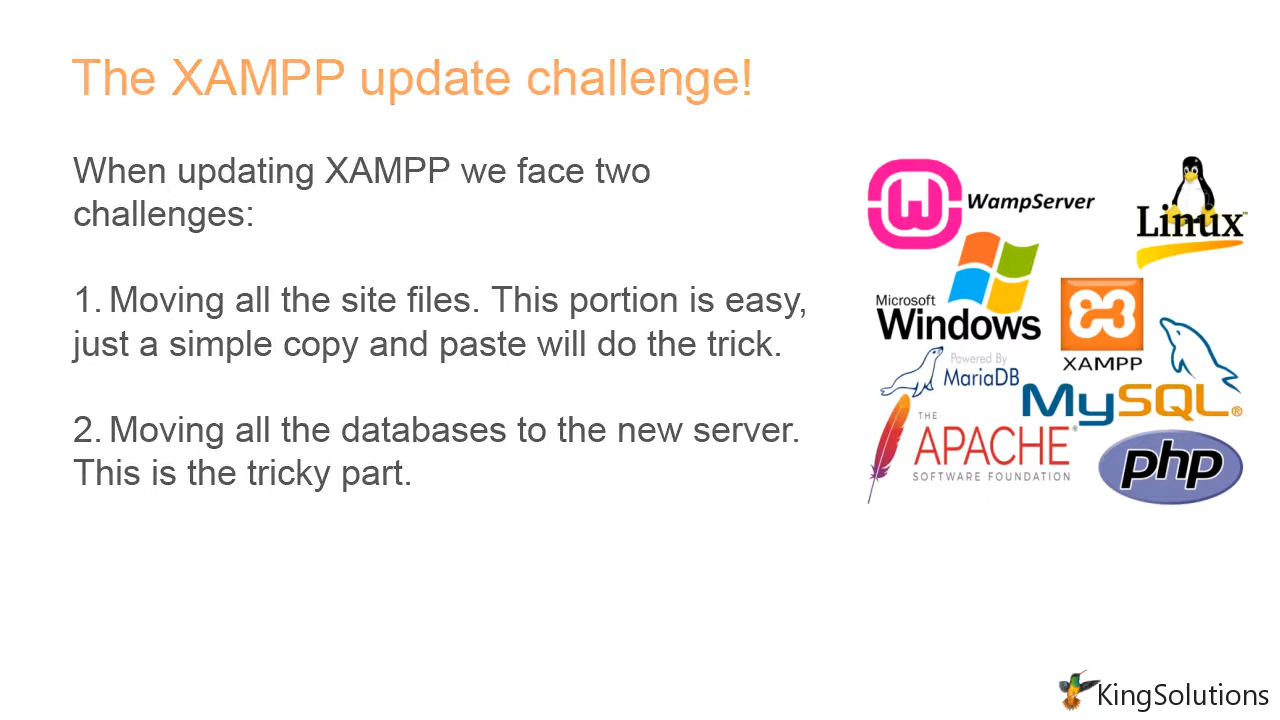 The XAMPP update challenge!
When updating XAMPP we face two
challenges:
1. Moving all the site files. This portion is easy,
just a simple copy and paste will do the trick.
2. Moving all the databases to the new server.
This is the tricky part.
W WampServer
Linux™
Microsoft
Windows
XAMPP
Powered By
MariaDB
MySQL®
THE
APACHE®
SOFTWARE FOUNDATION
php
KingSolutions